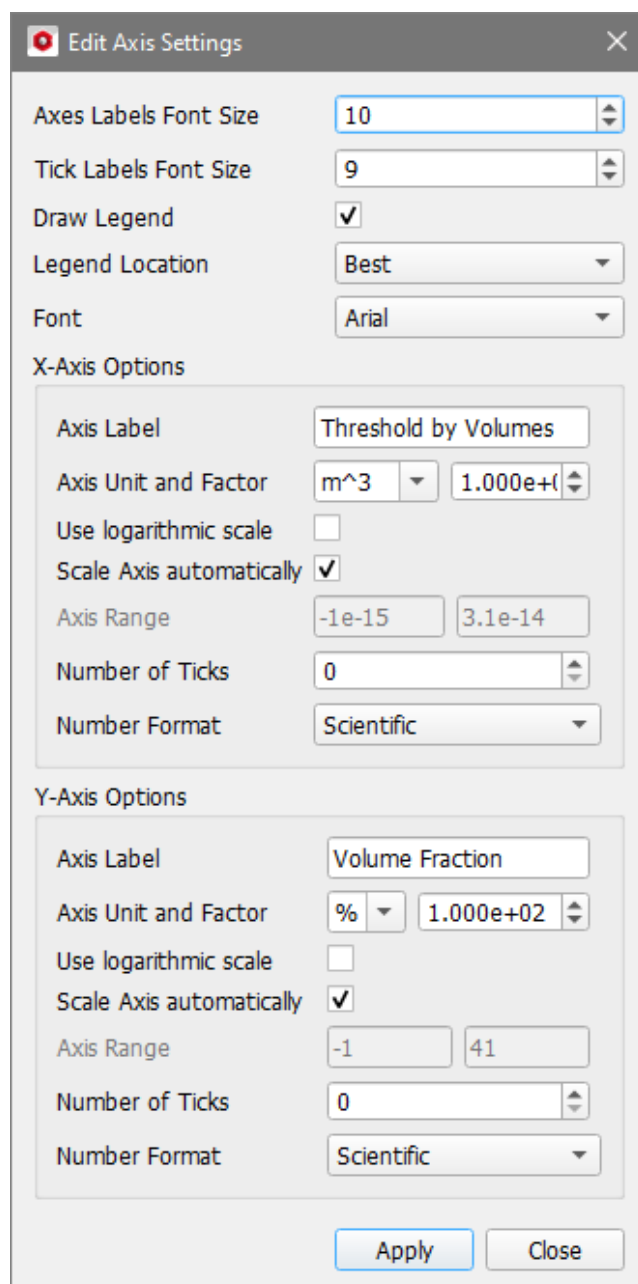 Edit Axis Settings
Axes Labels Font Size 10
Tick Labels Font Size 9
Draw Legend
Legend Location Best
Font Arial
X-Axis Options
Axis Label Threshold by Volumes
Axis Unit and Factor m^3 1.000e+
Use logarithmic scale
Scale Axis automatically
Axis Range -1e-15 3.1e-14
Number of Ticks 0
Number Format Scientific
Y-Axis Options
Axis Label Volume Fraction
Axis Unit and Factor % 1.000e+02
Use logarithmic scale
Scale Axis automatically
Axis Range -1 41
Number of Ticks 0
Number Format Scientific
Apply Close